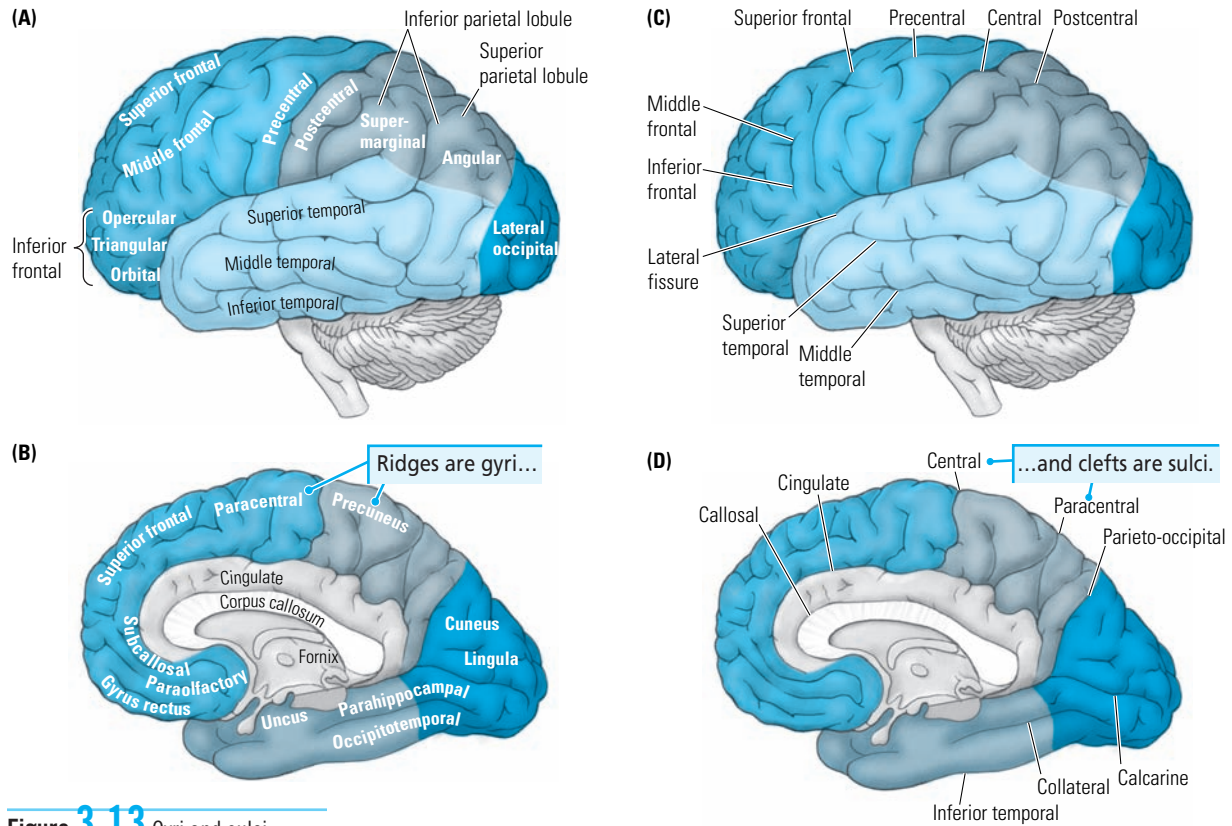 (A)
Inferior parietal lobule
Superior
parietal lobule
Superior frontal
Middle frontal
Precentral
Postcentral
Super-
marginal
Angular
Opercular
Triangular
Orbital
Inferior
frontal
Superior temporal
Middle temporal
Inferior temporal
Lateral
occipital
(C)
Superior frontal
Precentral
Central
Postcentral
Middle
frontal
Inferior
frontal
Lateral
fissure
Superior
temporal
Middle
temporal
(B)
Ridges are gyri…
Superior frontal
Paracentral
Precuneus
Cingulate
Corpus callosum
Fornix
Cuneus
Lingula
Subcallosal
Paraolfactory
Gyrus rectus
Uncus
Parahippocampal
Occipitotemporal
(D)
Central
…and clefts are sulci.
Cingulate
Callosal
Paracentral
Parieto-occipital
Collateral
Calcarine
Inferior temporal
Figure 3.13 Gyri and sulci